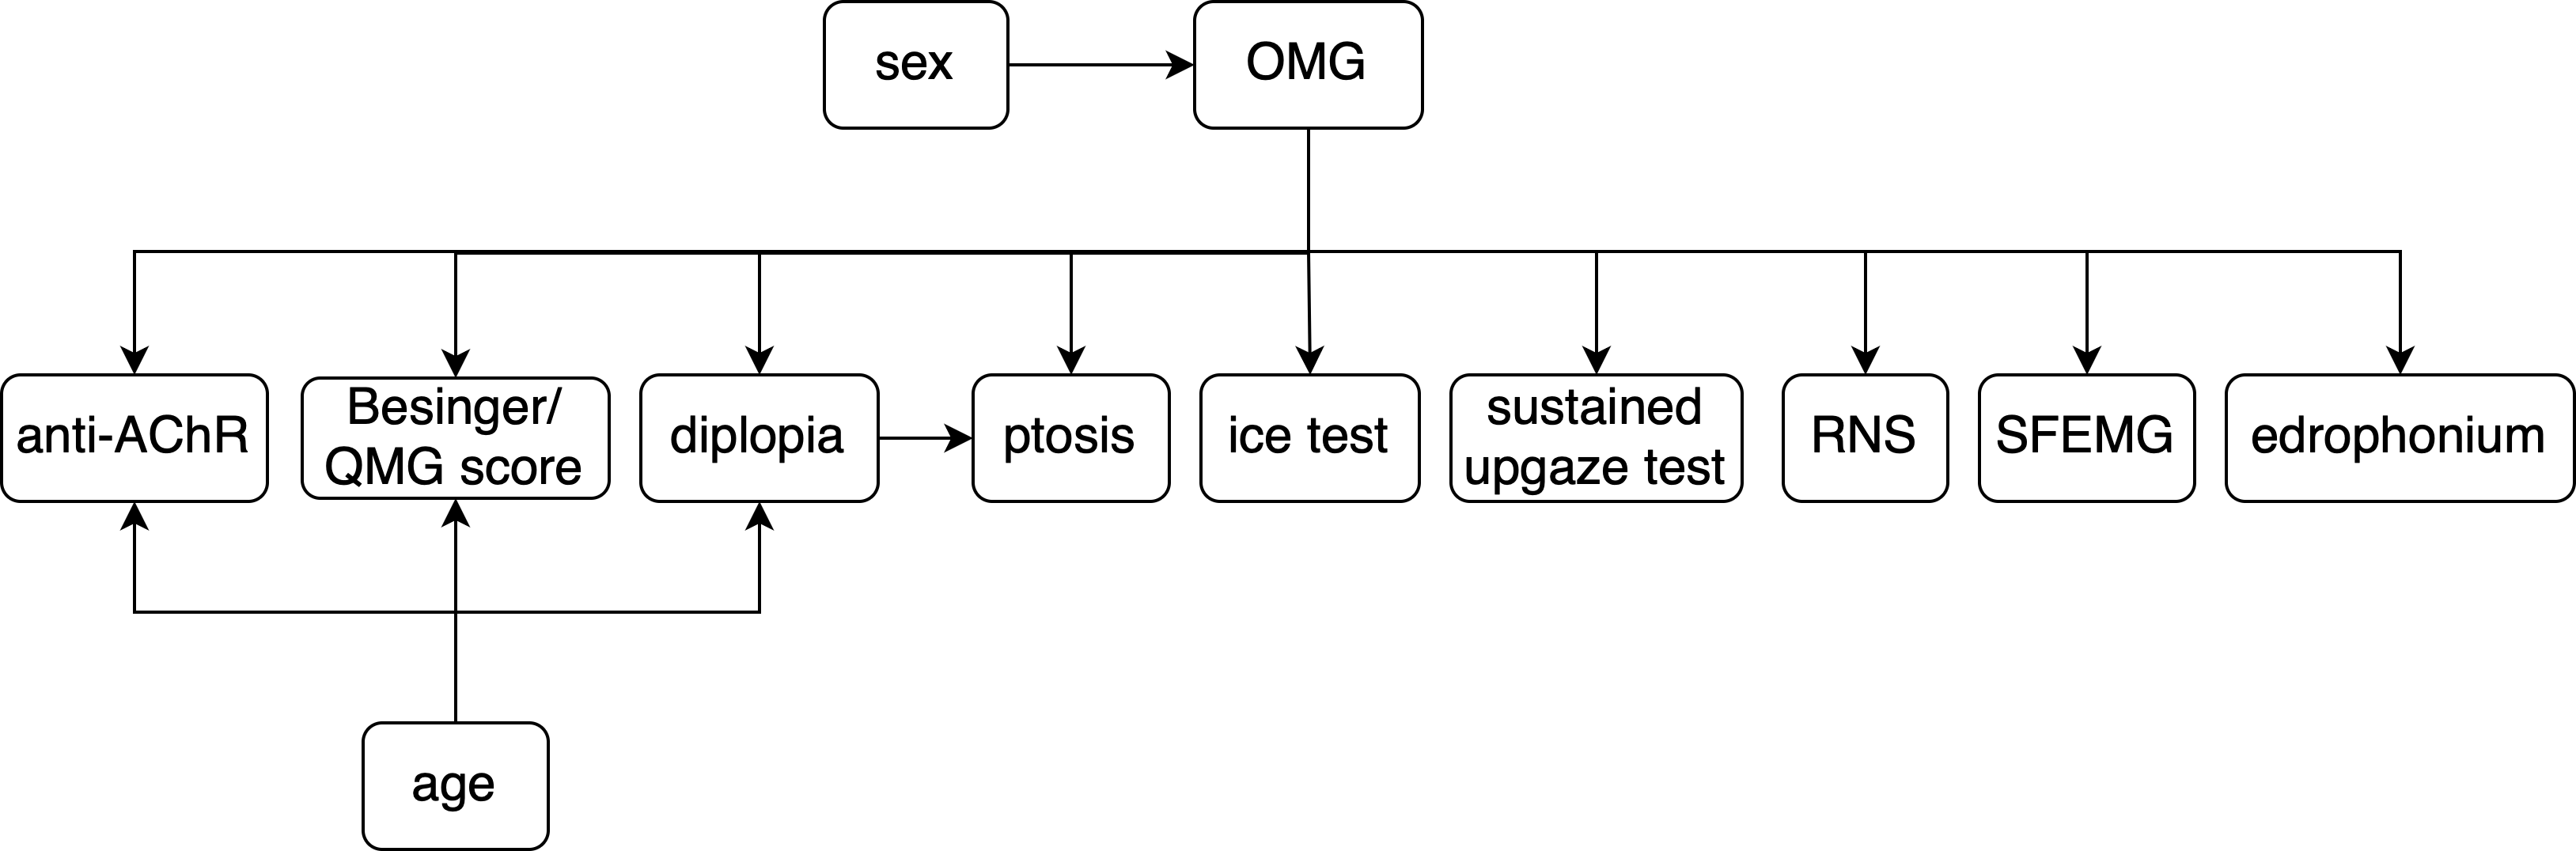 sex
OMG
anti-AChR
Besinger/
QMG score
diplopia
ptosis
ice test
sustained
upgaze test
RNS
SFEMG
edrophonium
age